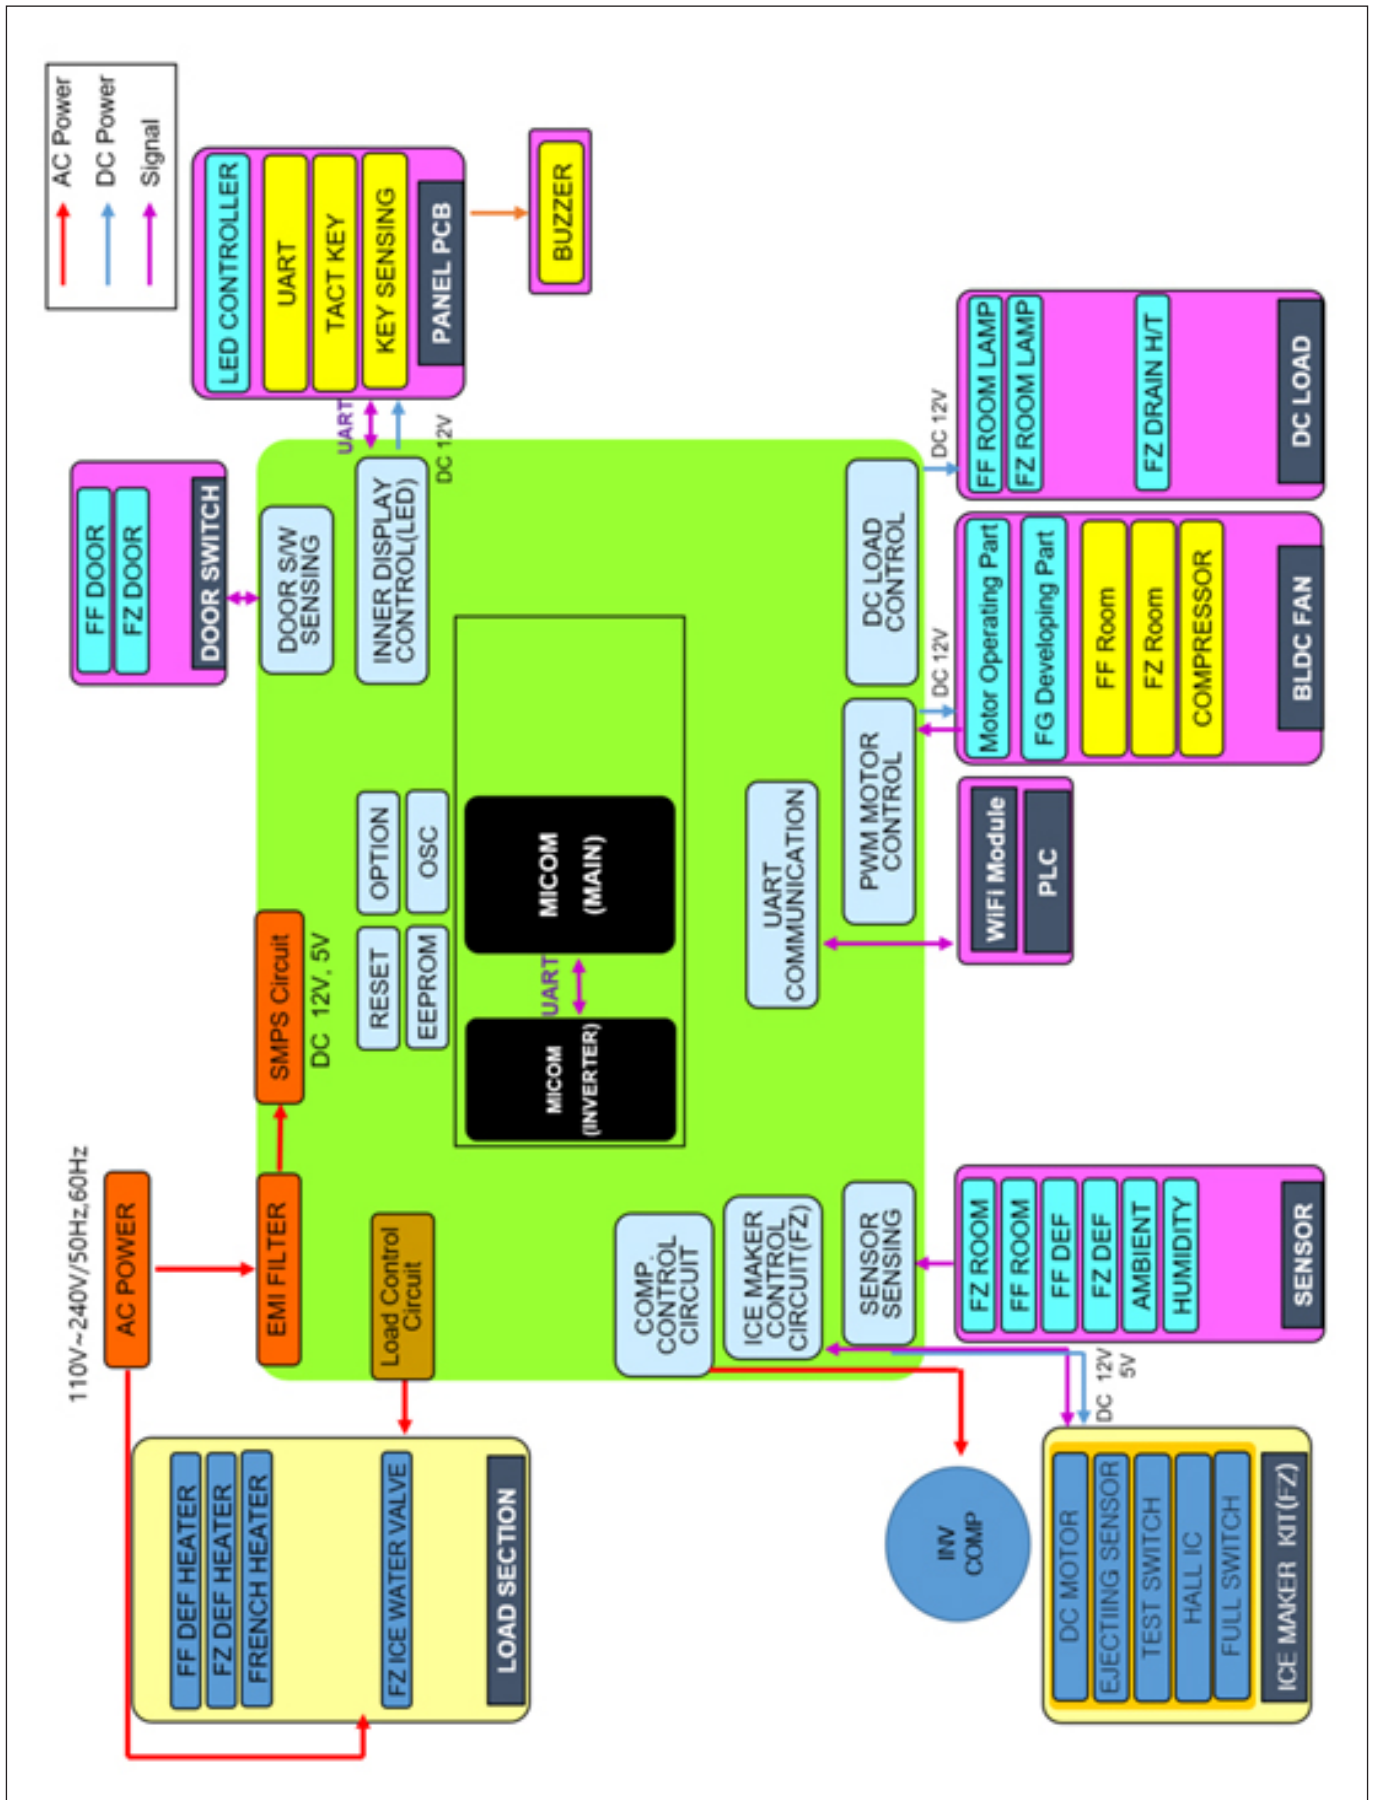 AC Power
DC Power
Signal
110V~240V/50Hz,60Hz
AC POWER
EMI FILTER
SMPS Circuit
DC 12V, 5V
Load Control
Circuit
FF DEF HEATER
FZ DEF HEATER
FRENCH HEATER
FZ ICE WATER VALVE
LOAD SECTION
FF DOOR
FZ DOOR
DOOR SWITCH
DOOR S/W
SENSING
LED CONTROLLER
UART
TACT KEY
KEY SENSING
PANEL PCB
UART
DC 12V
BUZZER
INNER DISPLAY
CONTROL(LED)
RESET
OPTION
EEPROM
OSC
MICOM
(INVERTER)
UART
MICOM
(MAIN)
COMP.
CONTROL
CIRCUIT
ICE MAKER
CONTROL
CIRCUIT(FZ)
SENSOR
SENSING
UART
COMMUNICATION
PWM MOTOR
CONTROL
DC LOAD
CONTROL
INV
COMP
DC 12V
5V
DC MOTOR
EJECTIING SENSOR
TEST SWITCH
HALL IC
FULL SWITCH
ICE MAKER KIT(FZ)
FZ ROOM
FF ROOM
FF DEF
FZ DEF
AMBIENT
HUMIDITY
SENSOR
WiFi Module
PLC
DC 12V
Motor Operating Part
FG Developing Part
FF Room
FZ Room
COMPRESSOR
BLDC FAN
DC 12V
FF ROOM LAMP
FZ ROOM LAMP
FZ DRAIN H/T
DC LOAD